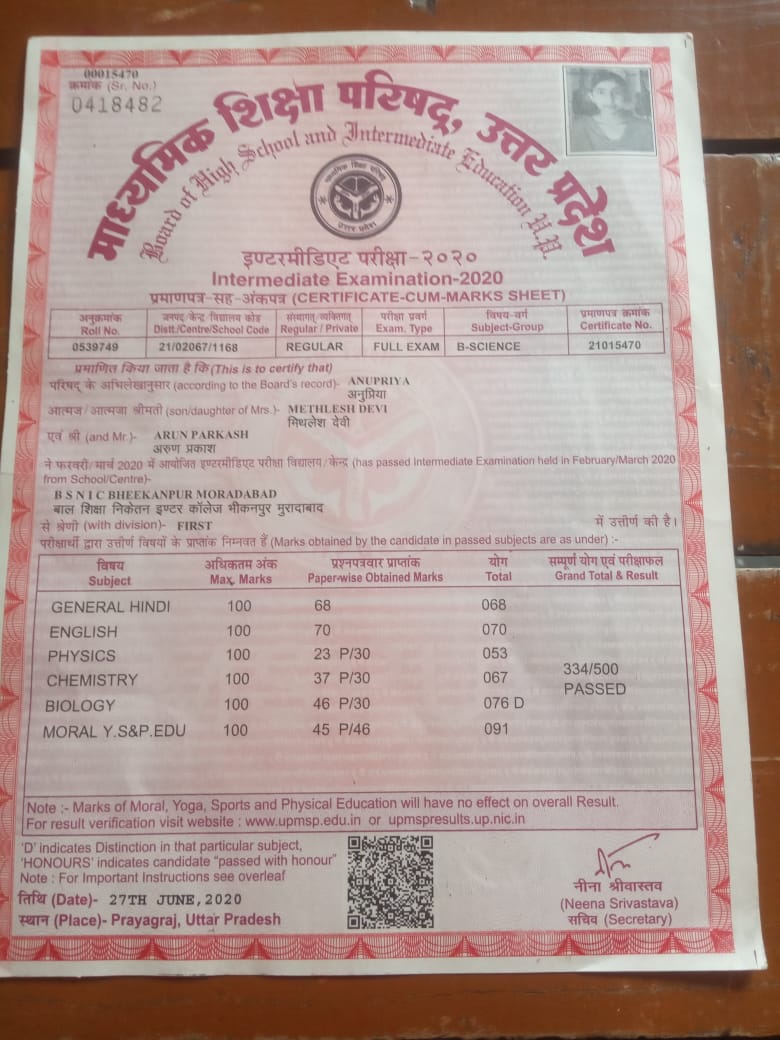 00015470
क्रमांक (Sr. No.)
0418482
माध्यमिक शिक्षा परिषद्, उत्तर प्रदेश
Board of High School and Intermediate Education U.P.
माध्यमिक शिक्षा परिषद्
उत्तर प्रदेश
इण्टरमीडिएट परीक्षा-२०२०
Intermediate Examination-2020
प्रमाणपत्र-सह-अंकपत्र (CERTIFICATE-CUM-MARKS SHEET)
अनुक्रमांक जनपद/केन्द्र/विद्यालय कोड संस्थागत/व्यक्तिगत परीक्षा प्रवर्ग विषय-वर्ग प्रमाणपत्र क्रमांक
Roll No. Distt./Centre/School Code Regular / Private Exam. Type Subject-Group Certificate No.
0539749 21/02067/1168 REGULAR FULL EXAM B-SCIENCE 21015470
प्रमाणित किया जाता है कि (This is to certify that)
परिषद् के अभिलेखानुसार (according to the Board's record)- ANUPRIYA
अनुप्रिया
आत्मज/आत्मजा श्रीमती (son/daughter of Mrs.)- METHLESH DEVI
मिथलेश देवी
एवं श्री (and Mr.)- ARUN PARKASH
अरुण प्रकाश
ने फरवरी/मार्च 2020 में आयोजित इण्टरमीडिएट परीक्षा विद्यालय/केन्द्र (has passed Intermediate Examination held in February/March 2020
from School/Centre)-
B S N I C BHEEKANPUR MORADABAD
बाल शिक्षा निकेतन इण्टर कॉलेज भीकनपुर मुरादाबाद
से श्रेणी (with division)- FIRST में उत्तीर्ण की है।
परीक्षार्थी द्वारा उत्तीर्ण विषयों के प्राप्तांक निम्नवत हैं (Marks obtained by the candidate in passed subjects are as under) :-
विषय अधिकतम अंक प्रश्नपत्रवार प्राप्तांक योग सम्पूर्ण योग एवं परीक्षाफल
Subject Max. Marks Paper-wise Obtained Marks Total Grand Total & Result
GENERAL HINDI 100 68 068
ENGLISH 100 70 070
PHYSICS 100 23 P/30 053
334/500
CHEMISTRY 100 37 P/30 067
PASSED
BIOLOGY 100 46 P/30 076 D
MORAL Y.S&P.EDU 100 45 P/46 091
Note :- Marks of Moral, Yoga, Sports and Physical Education will have no effect on overall Result.
For result verification visit website : www.upmsp.edu.in or upmspresults.up.nic.in
'D' indicates Distinction in that particular subject,
'HONOURS' indicates candidate "passed with honour"
Note : For Important Instructions see overleaf
तिथि (Date)- 27TH JUNE,2020
स्थान (Place)- Prayagraj, Uttar Pradesh
नीना श्रीवास्तव
(Neena Srivastava)
सचिव (Secretary)